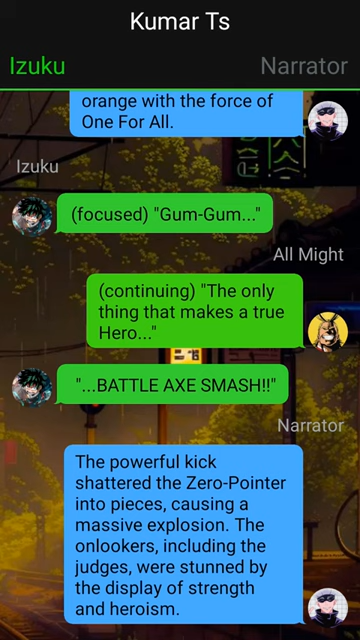 Kumar Ts
Izuku
Narrator
orange with the force of
One For All.
Izuku
(focused) "Gum-Gum..."
All Might
(continuing) "The only
thing that makes a true
Hero..."
"...BATTLE AXE SMASH!!"
Narrator
The powerful kick
shattered the Zero-Pointer
into pieces, causing a
massive explosion. The
onlookers, including the
judges, were stunned by
the display of strength
and heroism.